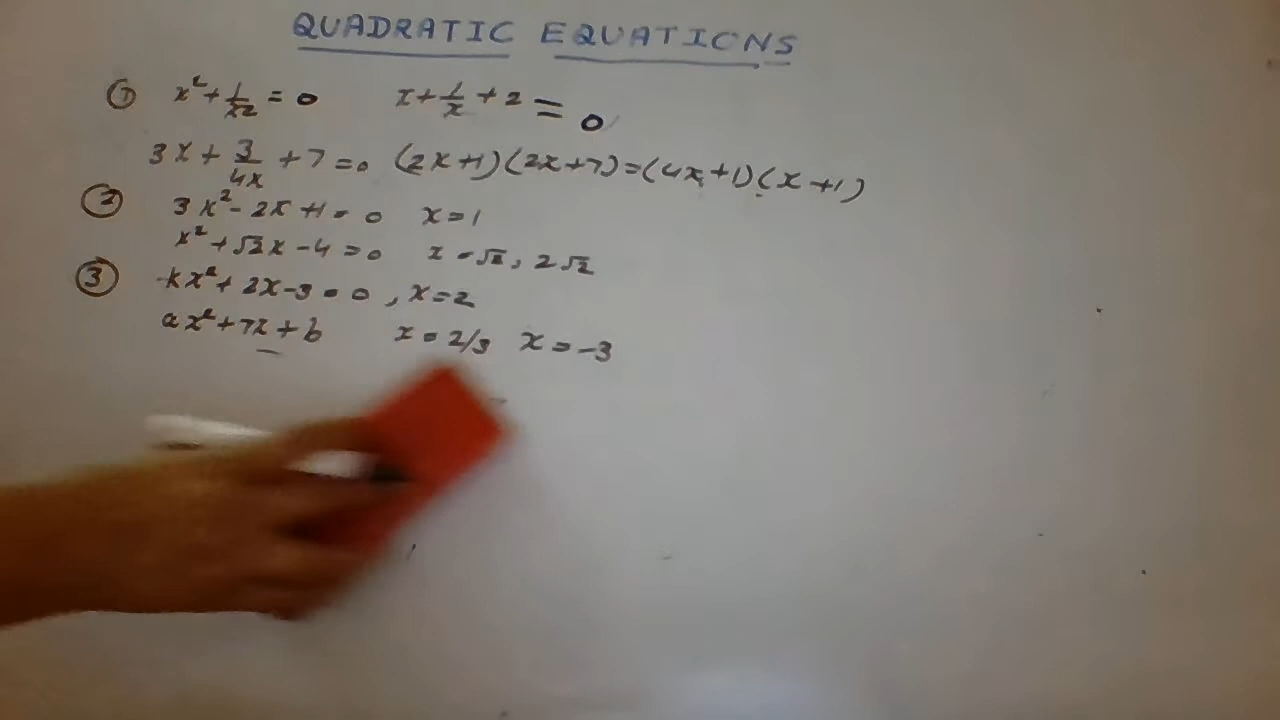 QUADRATIC EQUATIONS
① x² + 1/x2 = 0 x + 1/x + 2 = 0
3x + 3/4x + 7 = 0 (2x+1)(2x+7) = (4x+1)(x+1)
② 3x² - 2x + 1 = 0 x = 1
x² + √2x - 4 = 0 x = √2, 2√2
③ kx² + 2x - 3 = 0, x = 2
ax² + 7x + b x = 2/3 x = -3